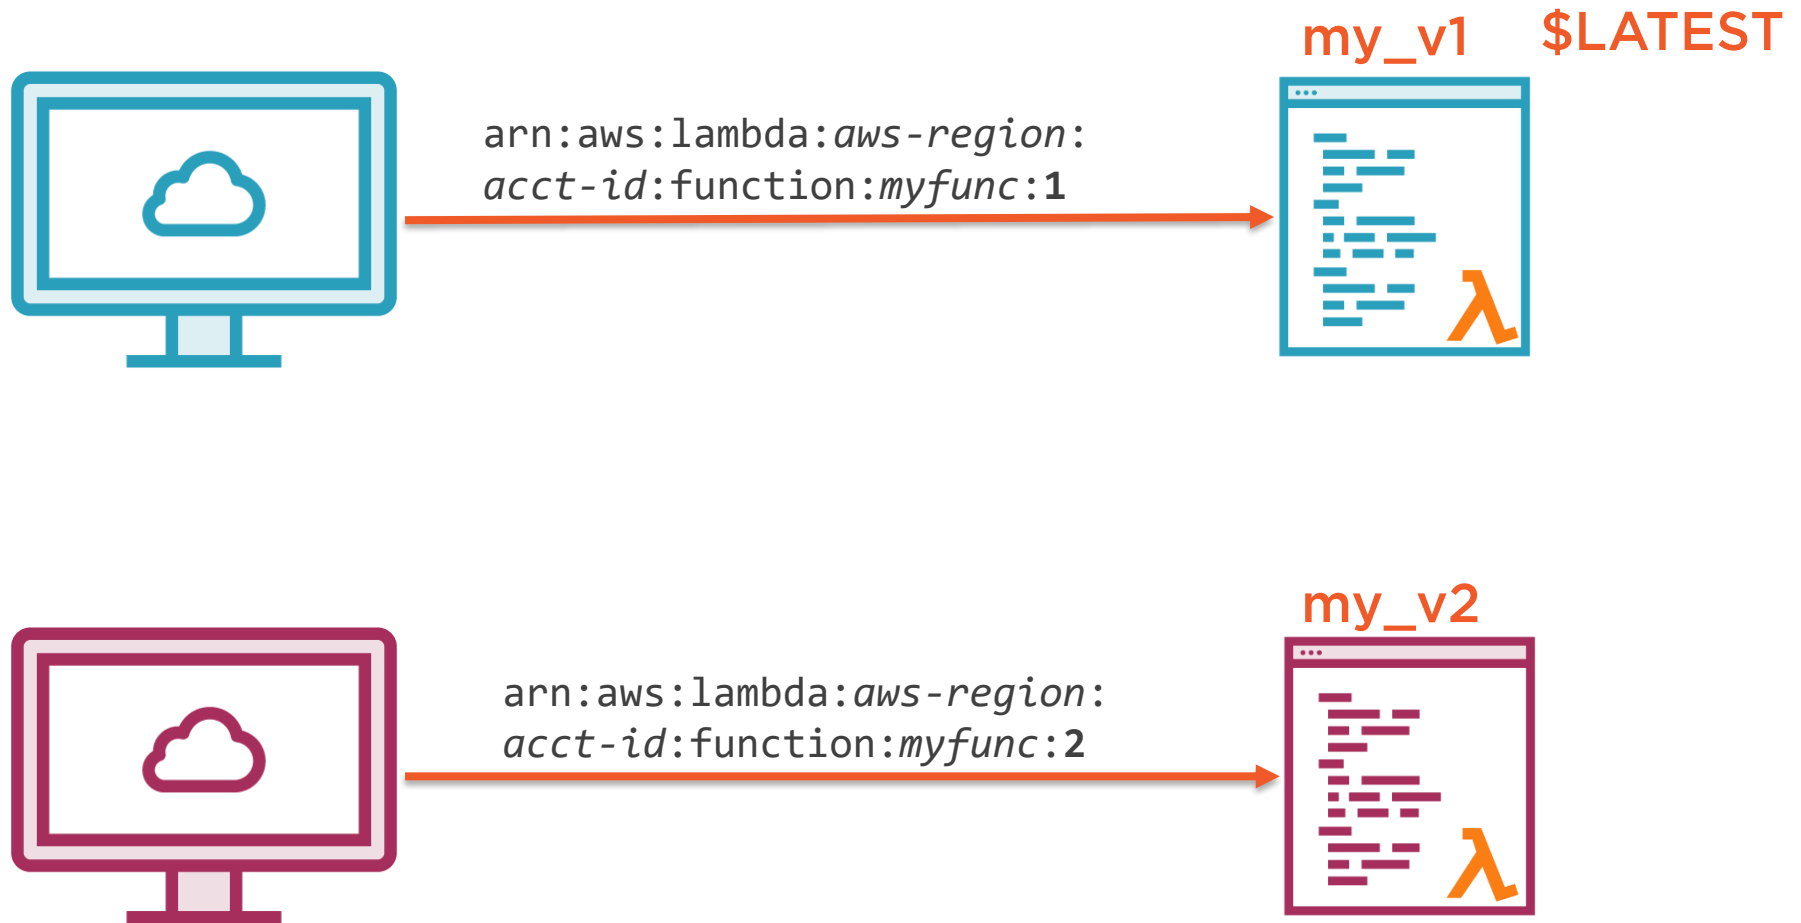 my_v1 $LATEST
arn:aws:lambda:aws-region:
acct-id:function:myfunc:1
my_v2
arn:aws:lambda:aws-region:
acct-id:function:myfunc:2